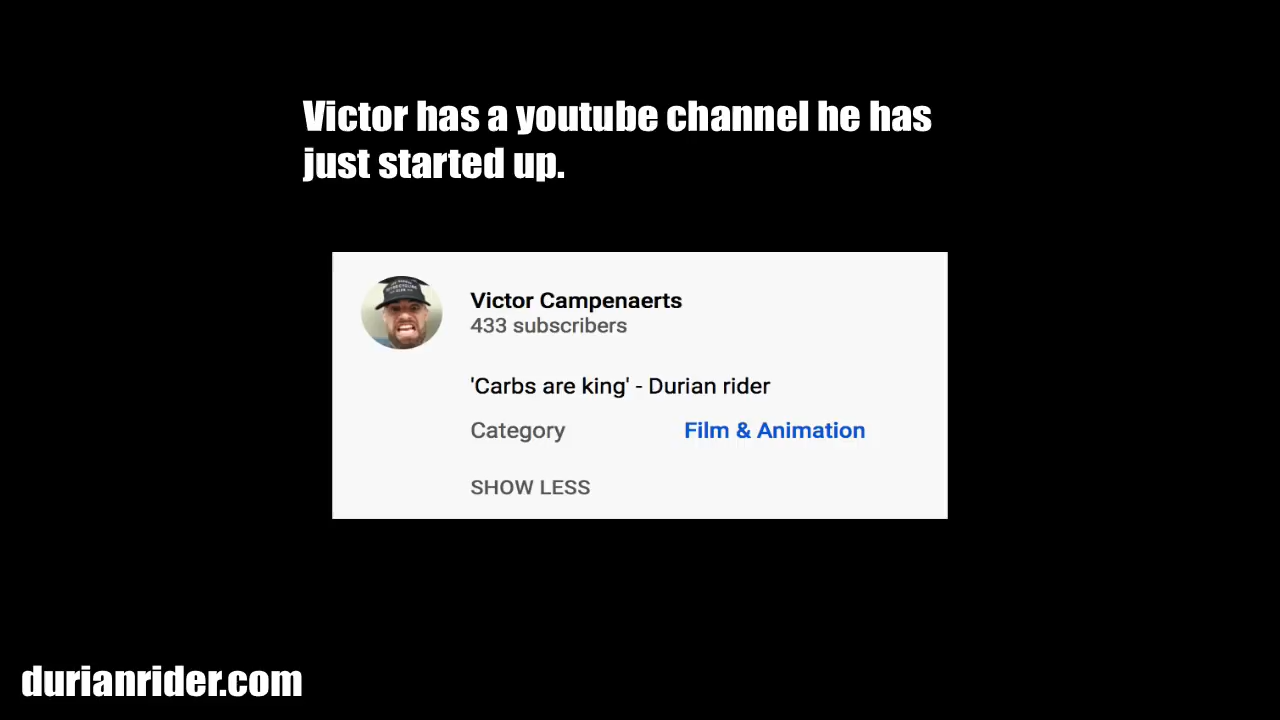 Victor has a youtube channel he has
just started up.
Victor Campenaerts
433 subscribers
'Carbs are king' - Durian rider
Category Film & Animation
SHOW LESS
durianrider.com